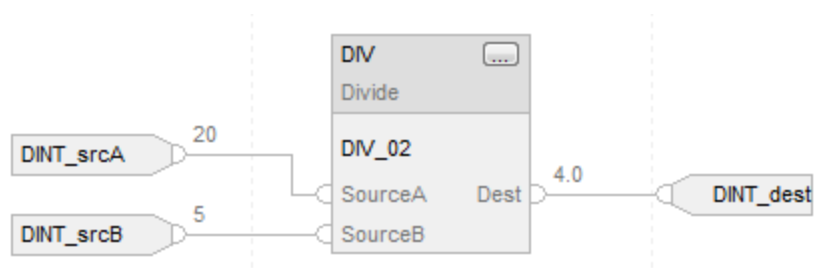 DIV
...
Divide
20
DINT_srcA
DIV_02
4.0
SourceA Dest
DINT_dest
5
DINT_srcB
SourceB